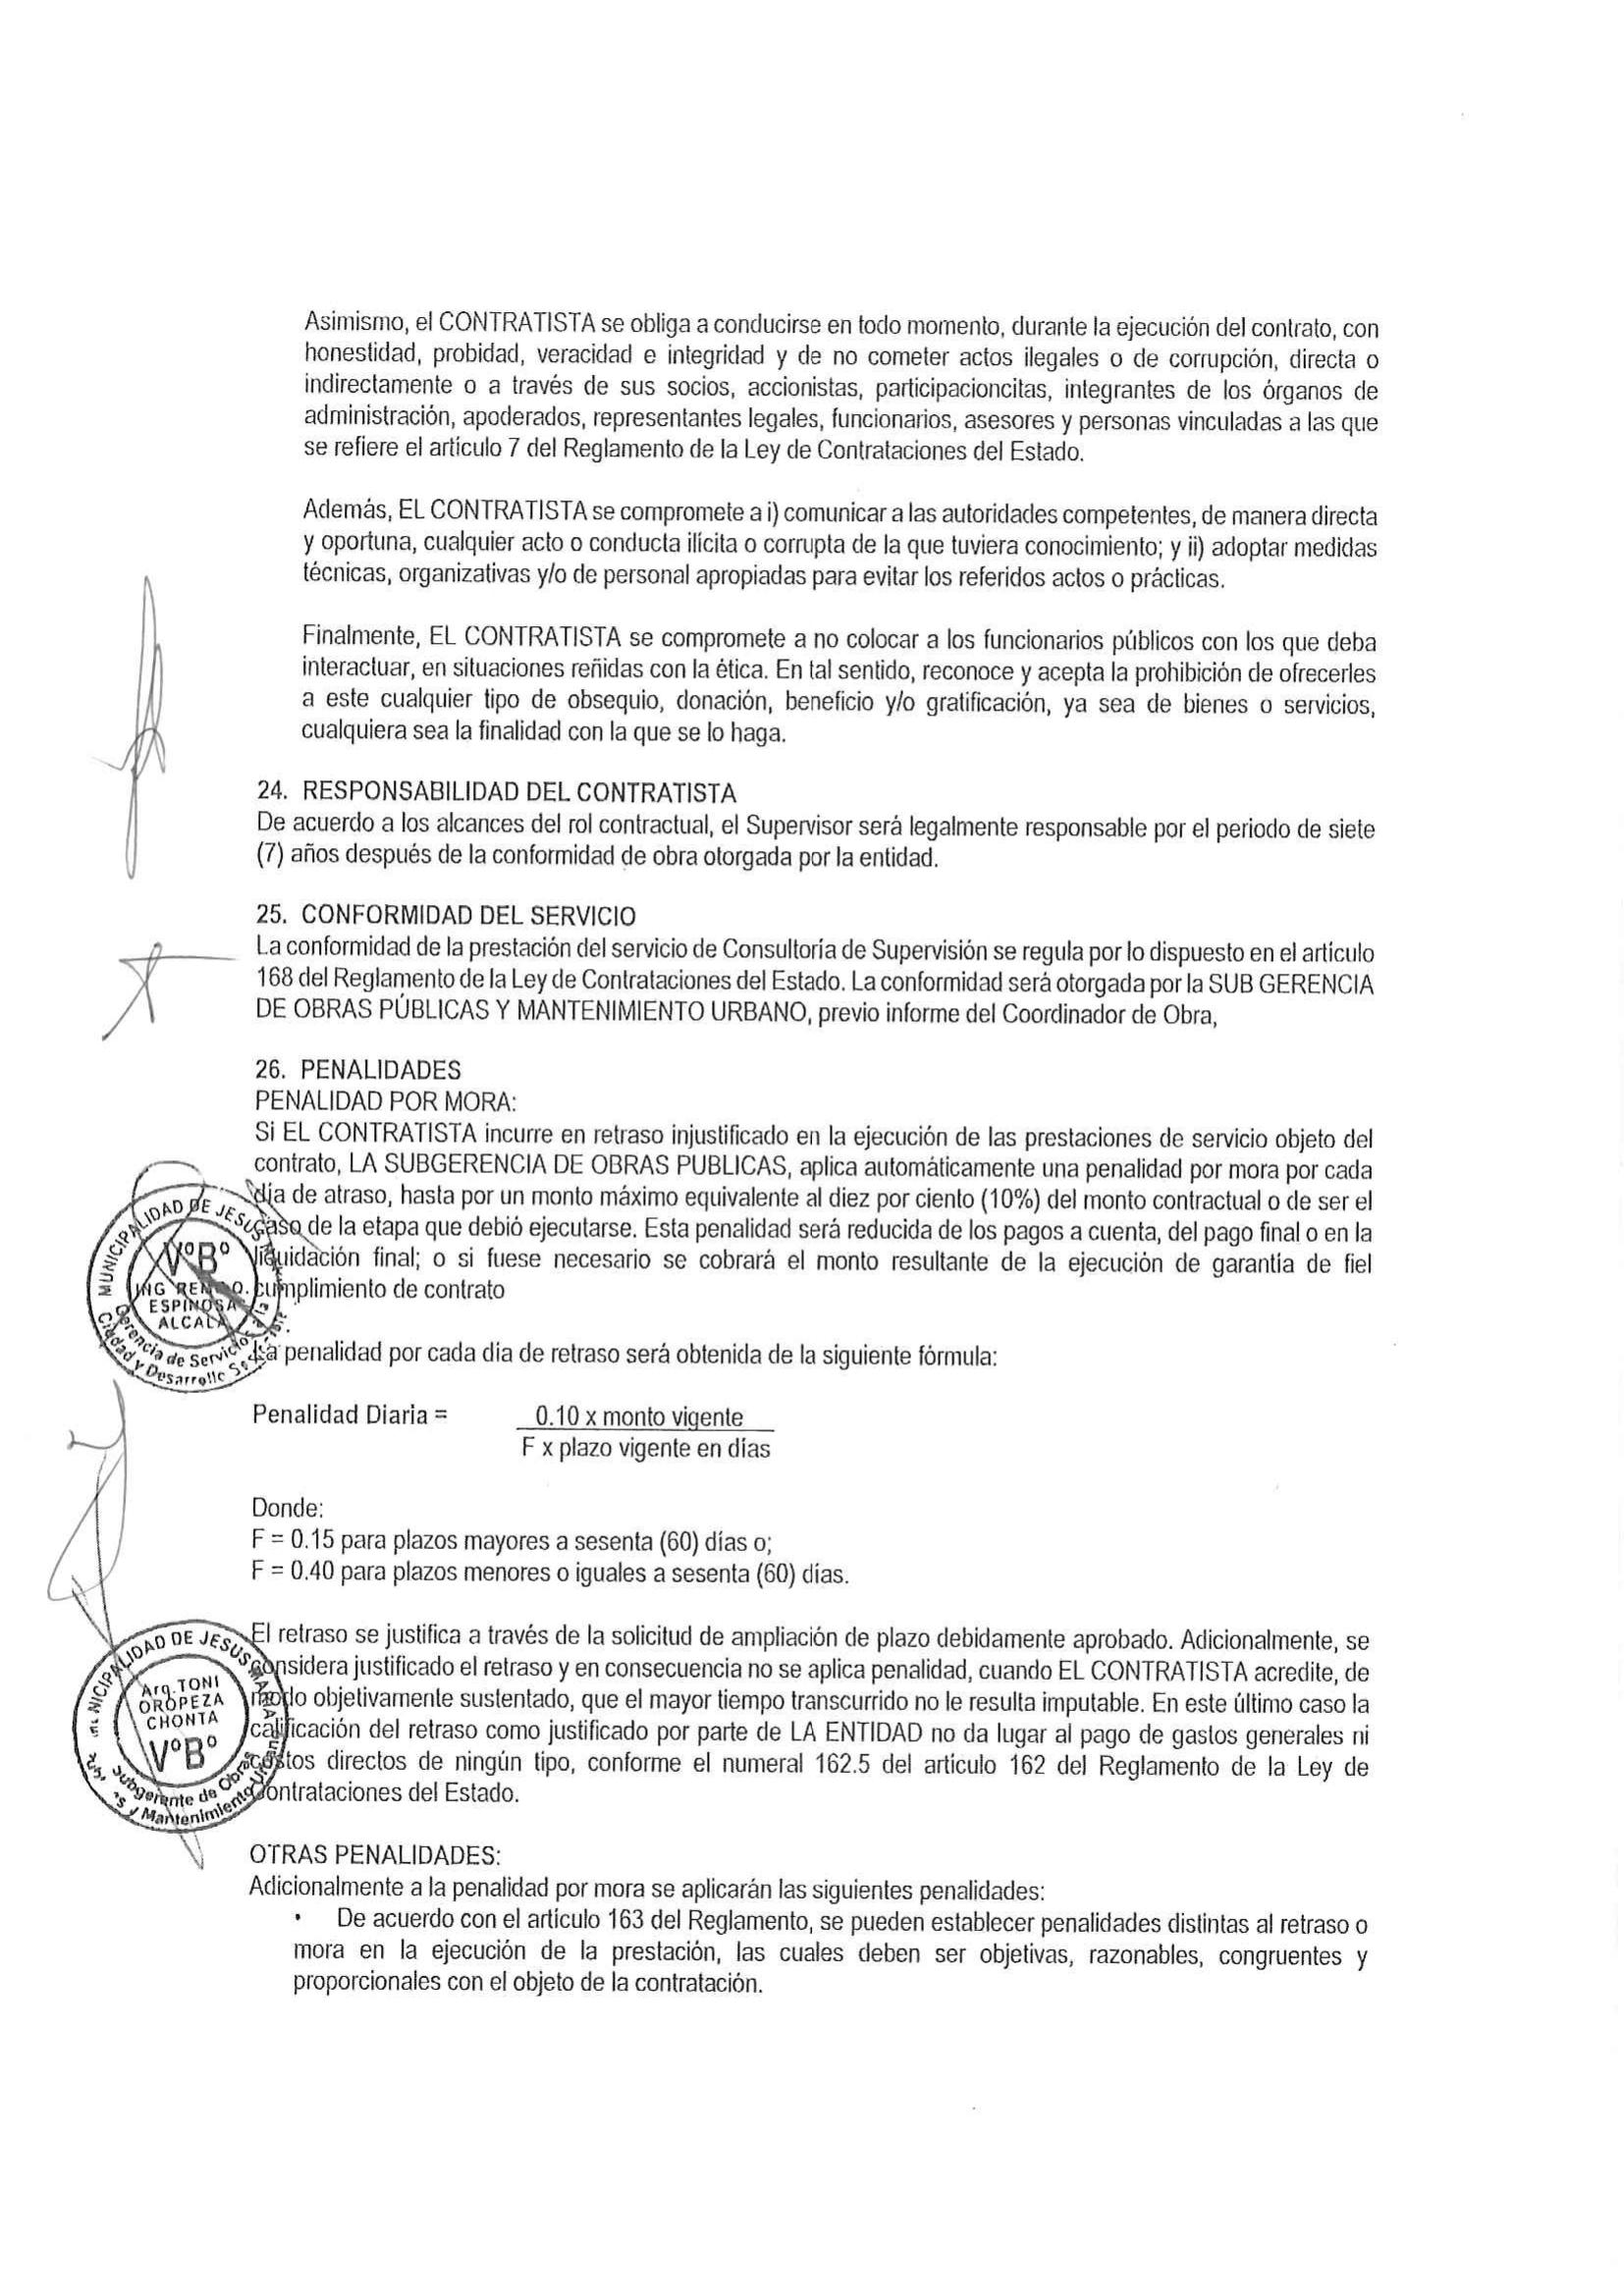 Asimismo, el CONTRATISTA se obliga a conducirse en todo momento, durante la ejecución del contrato, con
honestidad, probidad, veracidad e integridad y de no cometer actos ilegales o de corrupción, directa o
indirectamente o a través de sus socios, accionistas, participacioncitas, integrantes de los órganos de
administración, apoderados, representantes legales, funcionarios, asesores y personas vinculadas a las que
se refiere el artículo 7 del Reglamento de la Ley de Contrataciones del Estado.
Además, EL CONTRATISTA se compromete a i) comunicar a las autoridades competentes, de manera directa
y oportuna, cualquier acto o conducta ilícita o corrupta de la que tuviera conocimiento; y ii) adoptar medidas
técnicas, organizativas y/o de personal apropiadas para evitar los referidos actos o prácticas.
Finalmente, EL CONTRATISTA se compromete a no colocar a los funcionarios públicos con los que deba
interactuar, en situaciones reñidas con la ética. En tal sentido, reconoce y acepta la prohibición de ofrecerles
a este cualquier tipo de obsequio, donación, beneficio y/o gratificación, ya sea de bienes o servicios,
cualquiera sea la finalidad con la que se lo haga.
24. RESPONSABILIDAD DEL CONTRATISTA
De acuerdo a los alcances del rol contractual, el Supervisor será legalmente responsable por el periodo de siete
(7) años después de la conformidad de obra otorgada por la entidad.
25. CONFORMIDAD DEL SERVICIO
La conformidad de la prestación del servicio de Consultoría de Supervisión se regula por lo dispuesto en el artículo
168 del Reglamento de la Ley de Contrataciones del Estado. La conformidad será otorgada por la SUB GERENCIA
DE OBRAS PÚBLICAS Y MANTENIMIENTO URBANO, previo informe del Coordinador de Obra,
26. PENALIDADES
PENALIDAD POR MORA:
Si EL CONTRATISTA incurre en retraso injustificado en la ejecución de las prestaciones de servicio objeto del
contrato, LA SUBGERENCIA DE OBRAS PUBLICAS, aplica automáticamente una penalidad por mora por cada
día de atraso, hasta por un monto máximo equivalente al diez por ciento (10%) del monto contractual o de ser el
caso de la etapa que debió ejecutarse. Esta penalidad será reducida de los pagos a cuenta, del pago final o en la
liquidación final; o si fuese necesario se cobrará el monto resultante de la ejecución de garantía de fiel
cumplimiento de contrato
MUNICIPALIDAD DE JESUS
V°B°
ESPINOSA
ALCALA
Gerencia de Servicios a la
Ciudad y Desarrollo
La penalidad por cada día de retraso será obtenida de la siguiente fórmula:
Penalidad Diaria =
0.10 x monto vigente
F x plazo vigente en días
Donde:
F = 0.15 para plazos mayores a sesenta (60) días o;
F = 0.40 para plazos menores o iguales a sesenta (60) días.
El retraso se justifica a través de la solicitud de ampliación de plazo debidamente aprobado. Adicionalmente, se
considera justificado el retraso y en consecuencia no se aplica penalidad, cuando EL CONTRATISTA acredite, de
modo objetivamente sustentado, que el mayor tiempo transcurrido no le resulta imputable. En este último caso la
calificación del retraso como justificado por parte de LA ENTIDAD no da lugar al pago de gastos generales ni
costos directos de ningún tipo, conforme el numeral 162.5 del artículo 162 del Reglamento de la Ley de
Contrataciones del Estado.
DE JESUS MARIA
Arq. TONI
OROPEZA
CHONTA
V°B°
Subgerente de Obras
y Mantenimiento Urbano
OTRAS PENALIDADES:
Adicionalmente a la penalidad por mora se aplicarán las siguientes penalidades:
• De acuerdo con el artículo 163 del Reglamento, se pueden establecer penalidades distintas al retraso o
mora en la ejecución de la prestación, las cuales deben ser objetivas, razonables, congruentes y
proporcionales con el objeto de la contratación.